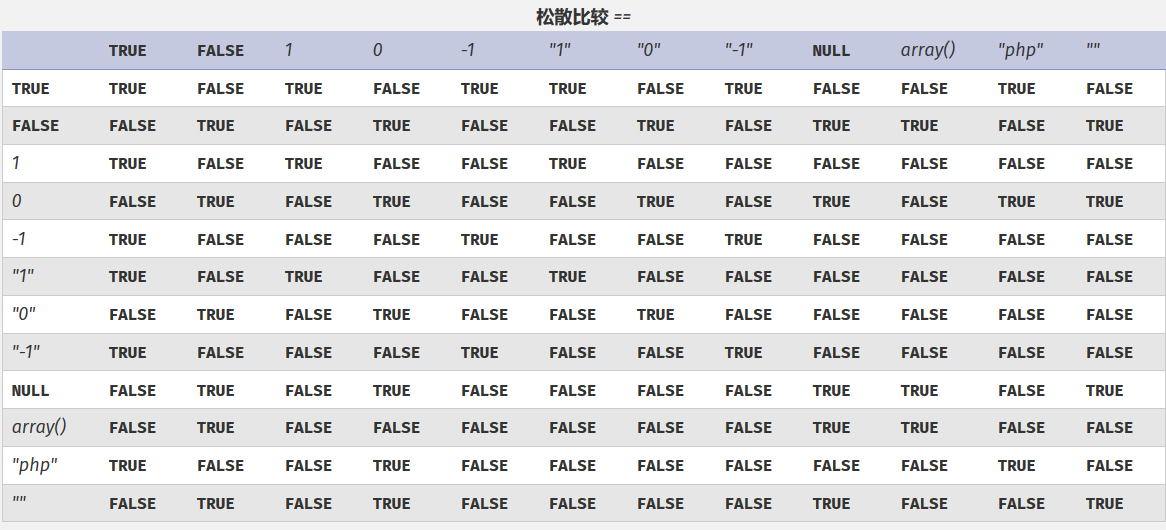 松散比较 ==
TRUE FALSE 1 0 -1 "1" "0" "-1" NULL array() "php" ""
TRUE TRUE FALSE TRUE FALSE TRUE TRUE FALSE TRUE FALSE FALSE TRUE FALSE
FALSE FALSE TRUE FALSE TRUE FALSE FALSE TRUE FALSE TRUE TRUE FALSE TRUE
1 TRUE FALSE TRUE FALSE FALSE TRUE FALSE FALSE FALSE FALSE FALSE FALSE
0 FALSE TRUE FALSE TRUE FALSE FALSE TRUE FALSE TRUE FALSE TRUE TRUE
-1 TRUE FALSE FALSE FALSE TRUE FALSE FALSE TRUE FALSE FALSE FALSE FALSE
"1" TRUE FALSE TRUE FALSE FALSE TRUE FALSE FALSE FALSE FALSE FALSE FALSE
"0" FALSE TRUE FALSE TRUE FALSE FALSE TRUE FALSE FALSE FALSE FALSE FALSE
"-1" TRUE FALSE FALSE FALSE TRUE FALSE FALSE TRUE FALSE FALSE FALSE FALSE
NULL FALSE TRUE FALSE TRUE FALSE FALSE FALSE FALSE TRUE TRUE FALSE TRUE
array() FALSE TRUE FALSE FALSE FALSE FALSE FALSE FALSE TRUE TRUE FALSE FALSE
"php" TRUE FALSE FALSE TRUE FALSE FALSE FALSE FALSE FALSE FALSE TRUE FALSE
"" FALSE TRUE FALSE TRUE FALSE FALSE FALSE FALSE TRUE FALSE FALSE TRUE